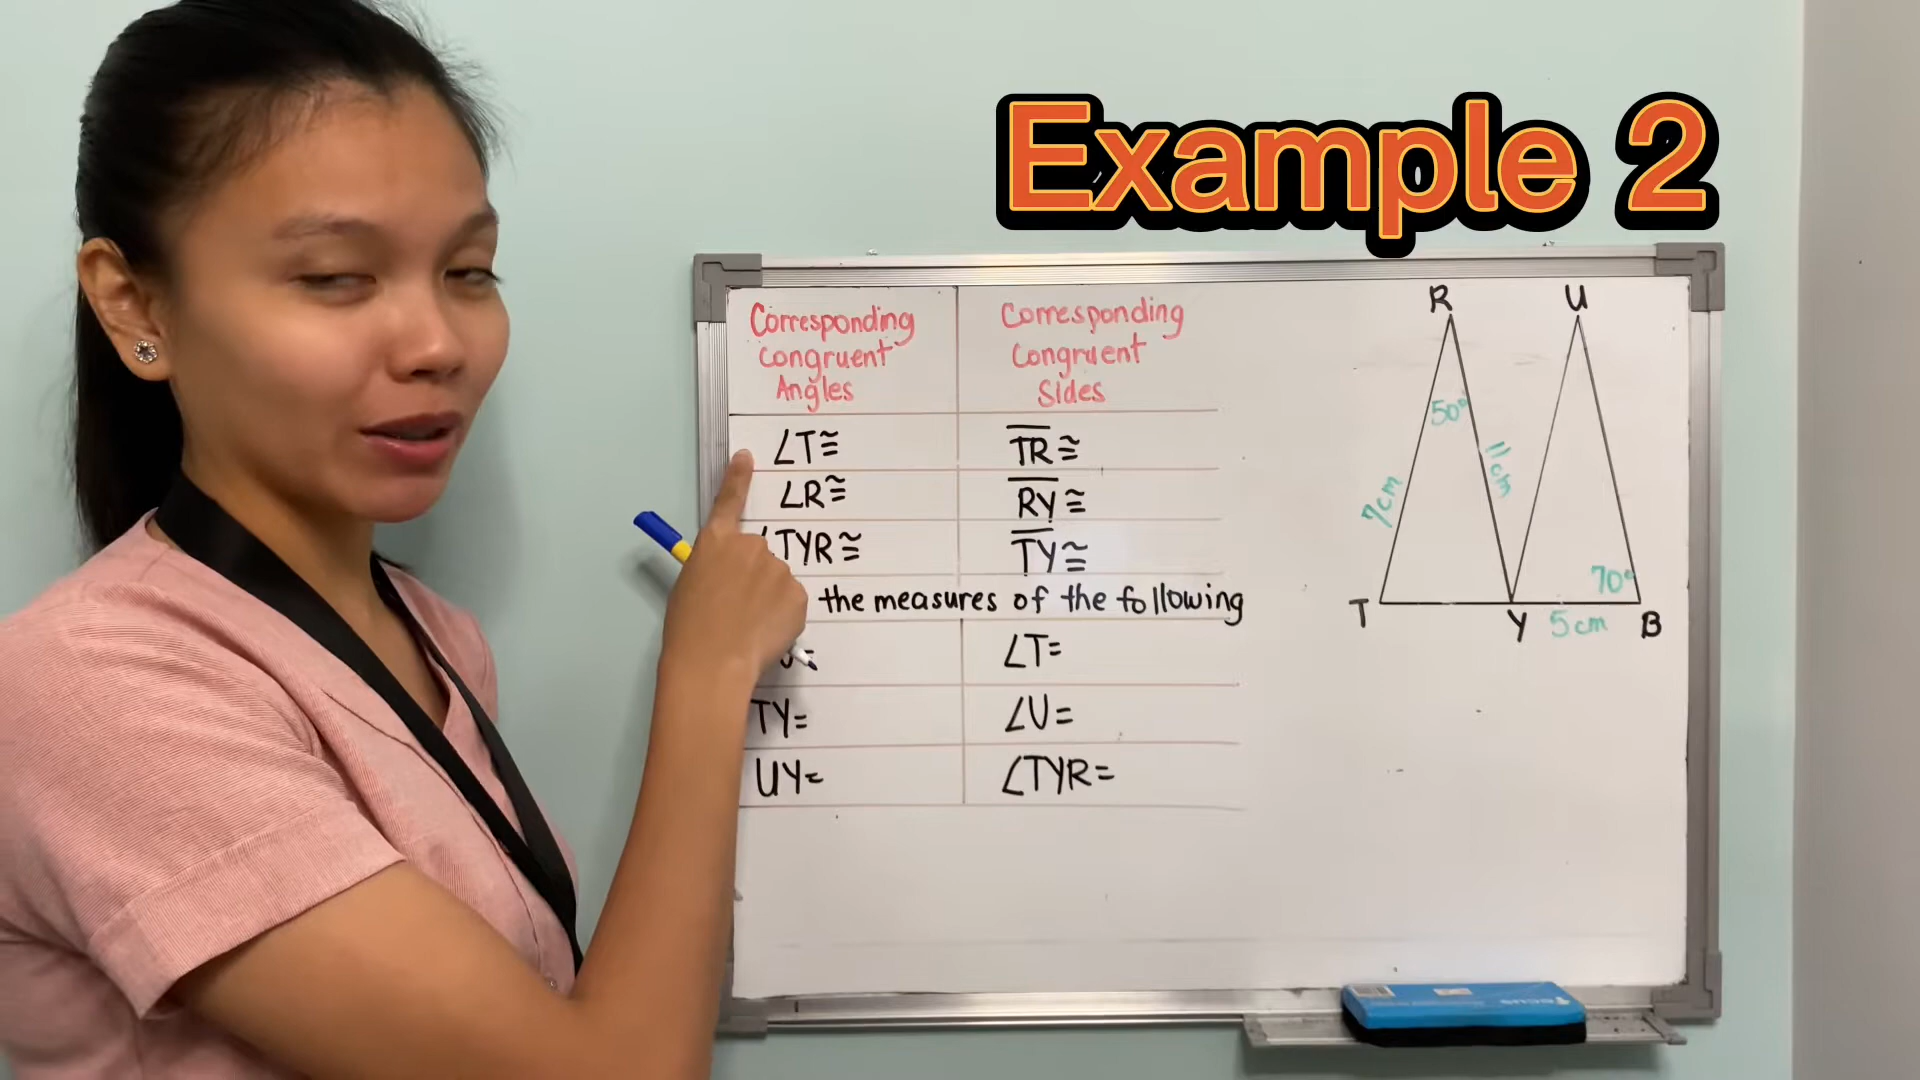 Example 2
Corresponding
Congruent
Angles
Corresponding
Congruent
Sides
∠T≅
TR≅
∠R≅
RY≅
∠TYR≅
TY≅
the measures of the following
∠T=
TY=
∠U=
UY=
∠TYR=
R
U
50°
11cm
7cm
70°
T
Y
5cm
B